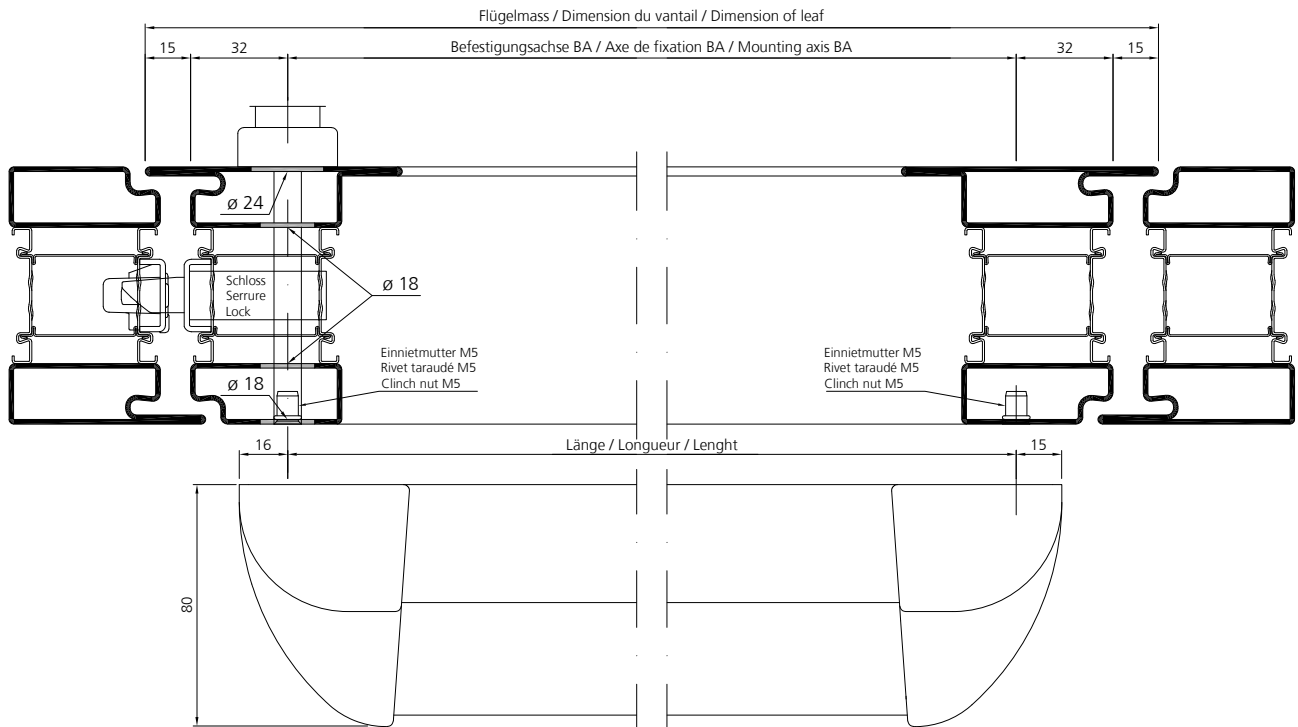 Flügelmass / Dimension du vantail / Dimension of leaf
15
32
Befestigungsachse BA / Axe de fixation BA / Mounting axis BA
32
15
ø 24
ø 18
Schloss
Serrure
Lock
Einnietmutter M5
Rivet taraudé M5
Clinch nut M5
Einnietmutter M5
Rivet taraudé M5
Clinch nut M5
ø 18
16
Länge / Longueur / Lenght
15
80